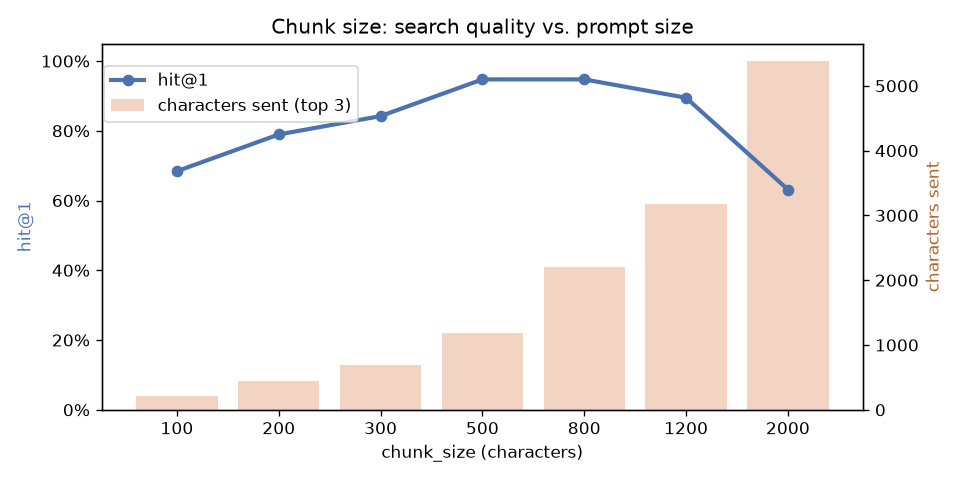 Chunk size: search quality vs. prompt size
hit@1
characters sent (top 3)
100%
80%
60%
40%
20%
0%
hit@1
5000
4000
3000
2000
1000
0
characters sent
100 200 300 500 800 1200 2000
chunk_size (characters)